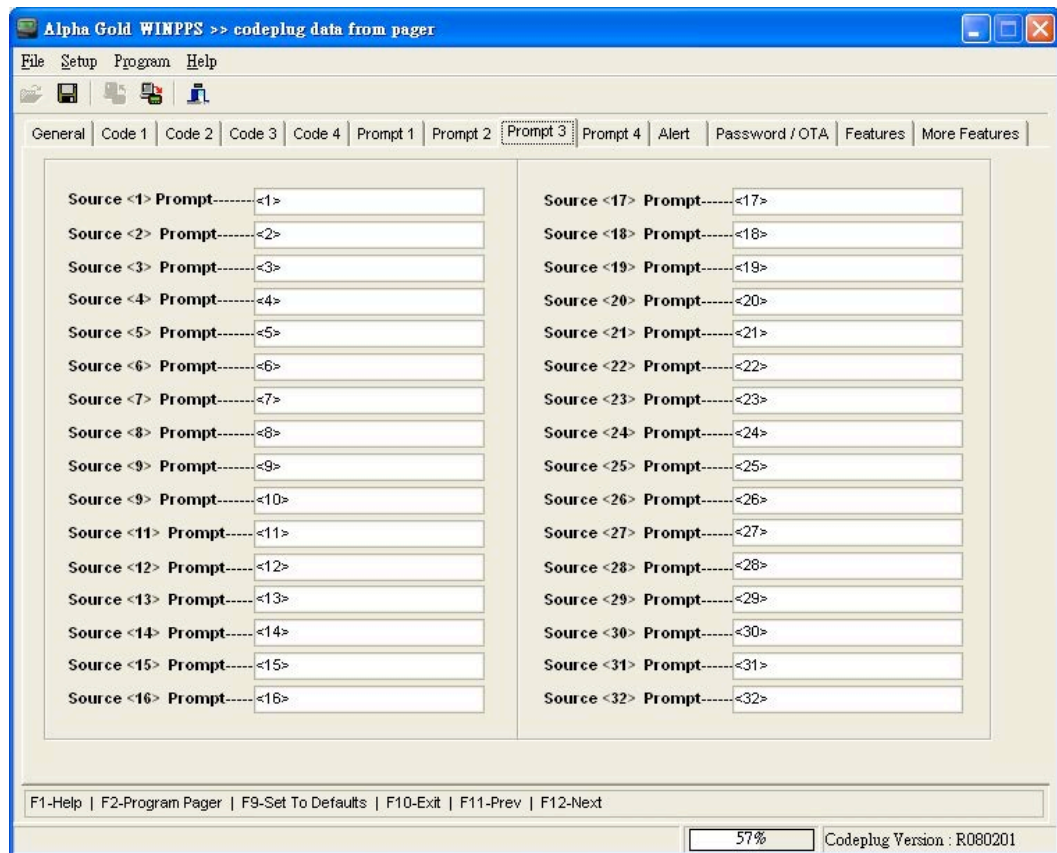 Alpha Gold WINPPS >> codeplug data from pager
File Setup Program Help
General Code 1 Code 2 Code 3 Code 4 Prompt 1 Prompt 2 Prompt 3 Prompt 4 Alert Password / OTA Features More Features
Source <1> Prompt--------<1>
Source <2> Prompt-------<2>
Source <3> Prompt-------<3>
Source <4> Prompt-------<4>
Source <5> Prompt-------<5>
Source <6> Prompt-------<6>
Source <7> Prompt-------<7>
Source <8> Prompt-------<8>
Source <9> Prompt-------<9>
Source <9> Prompt-------<10>
Source <11> Prompt-----<11>
Source <12> Prompt-----<12>
Source <13> Prompt-----<13>
Source <14> Prompt-----<14>
Source <15> Prompt-----<15>
Source <16> Prompt-----<16>
Source <17> Prompt------<17>
Source <18> Prompt------<18>
Source <19> Prompt------<19>
Source <20> Prompt------<20>
Source <21> Prompt------<21>
Source <22> Prompt------<22>
Source <23> Prompt------<23>
Source <24> Prompt------<24>
Source <25> Prompt------<25>
Source <26> Prompt------<26>
Source <27> Prompt------<27>
Source <28> Prompt------<28>
Source <29> Prompt------<29>
Source <30> Prompt------<30>
Source <31> Prompt------<31>
Source <32> Prompt------<32>
F1-Help | F2-Program Pager | F9-Set To Defaults | F10-Exit | F11-Prev | F12-Next
57% Codeplug Version : R080201